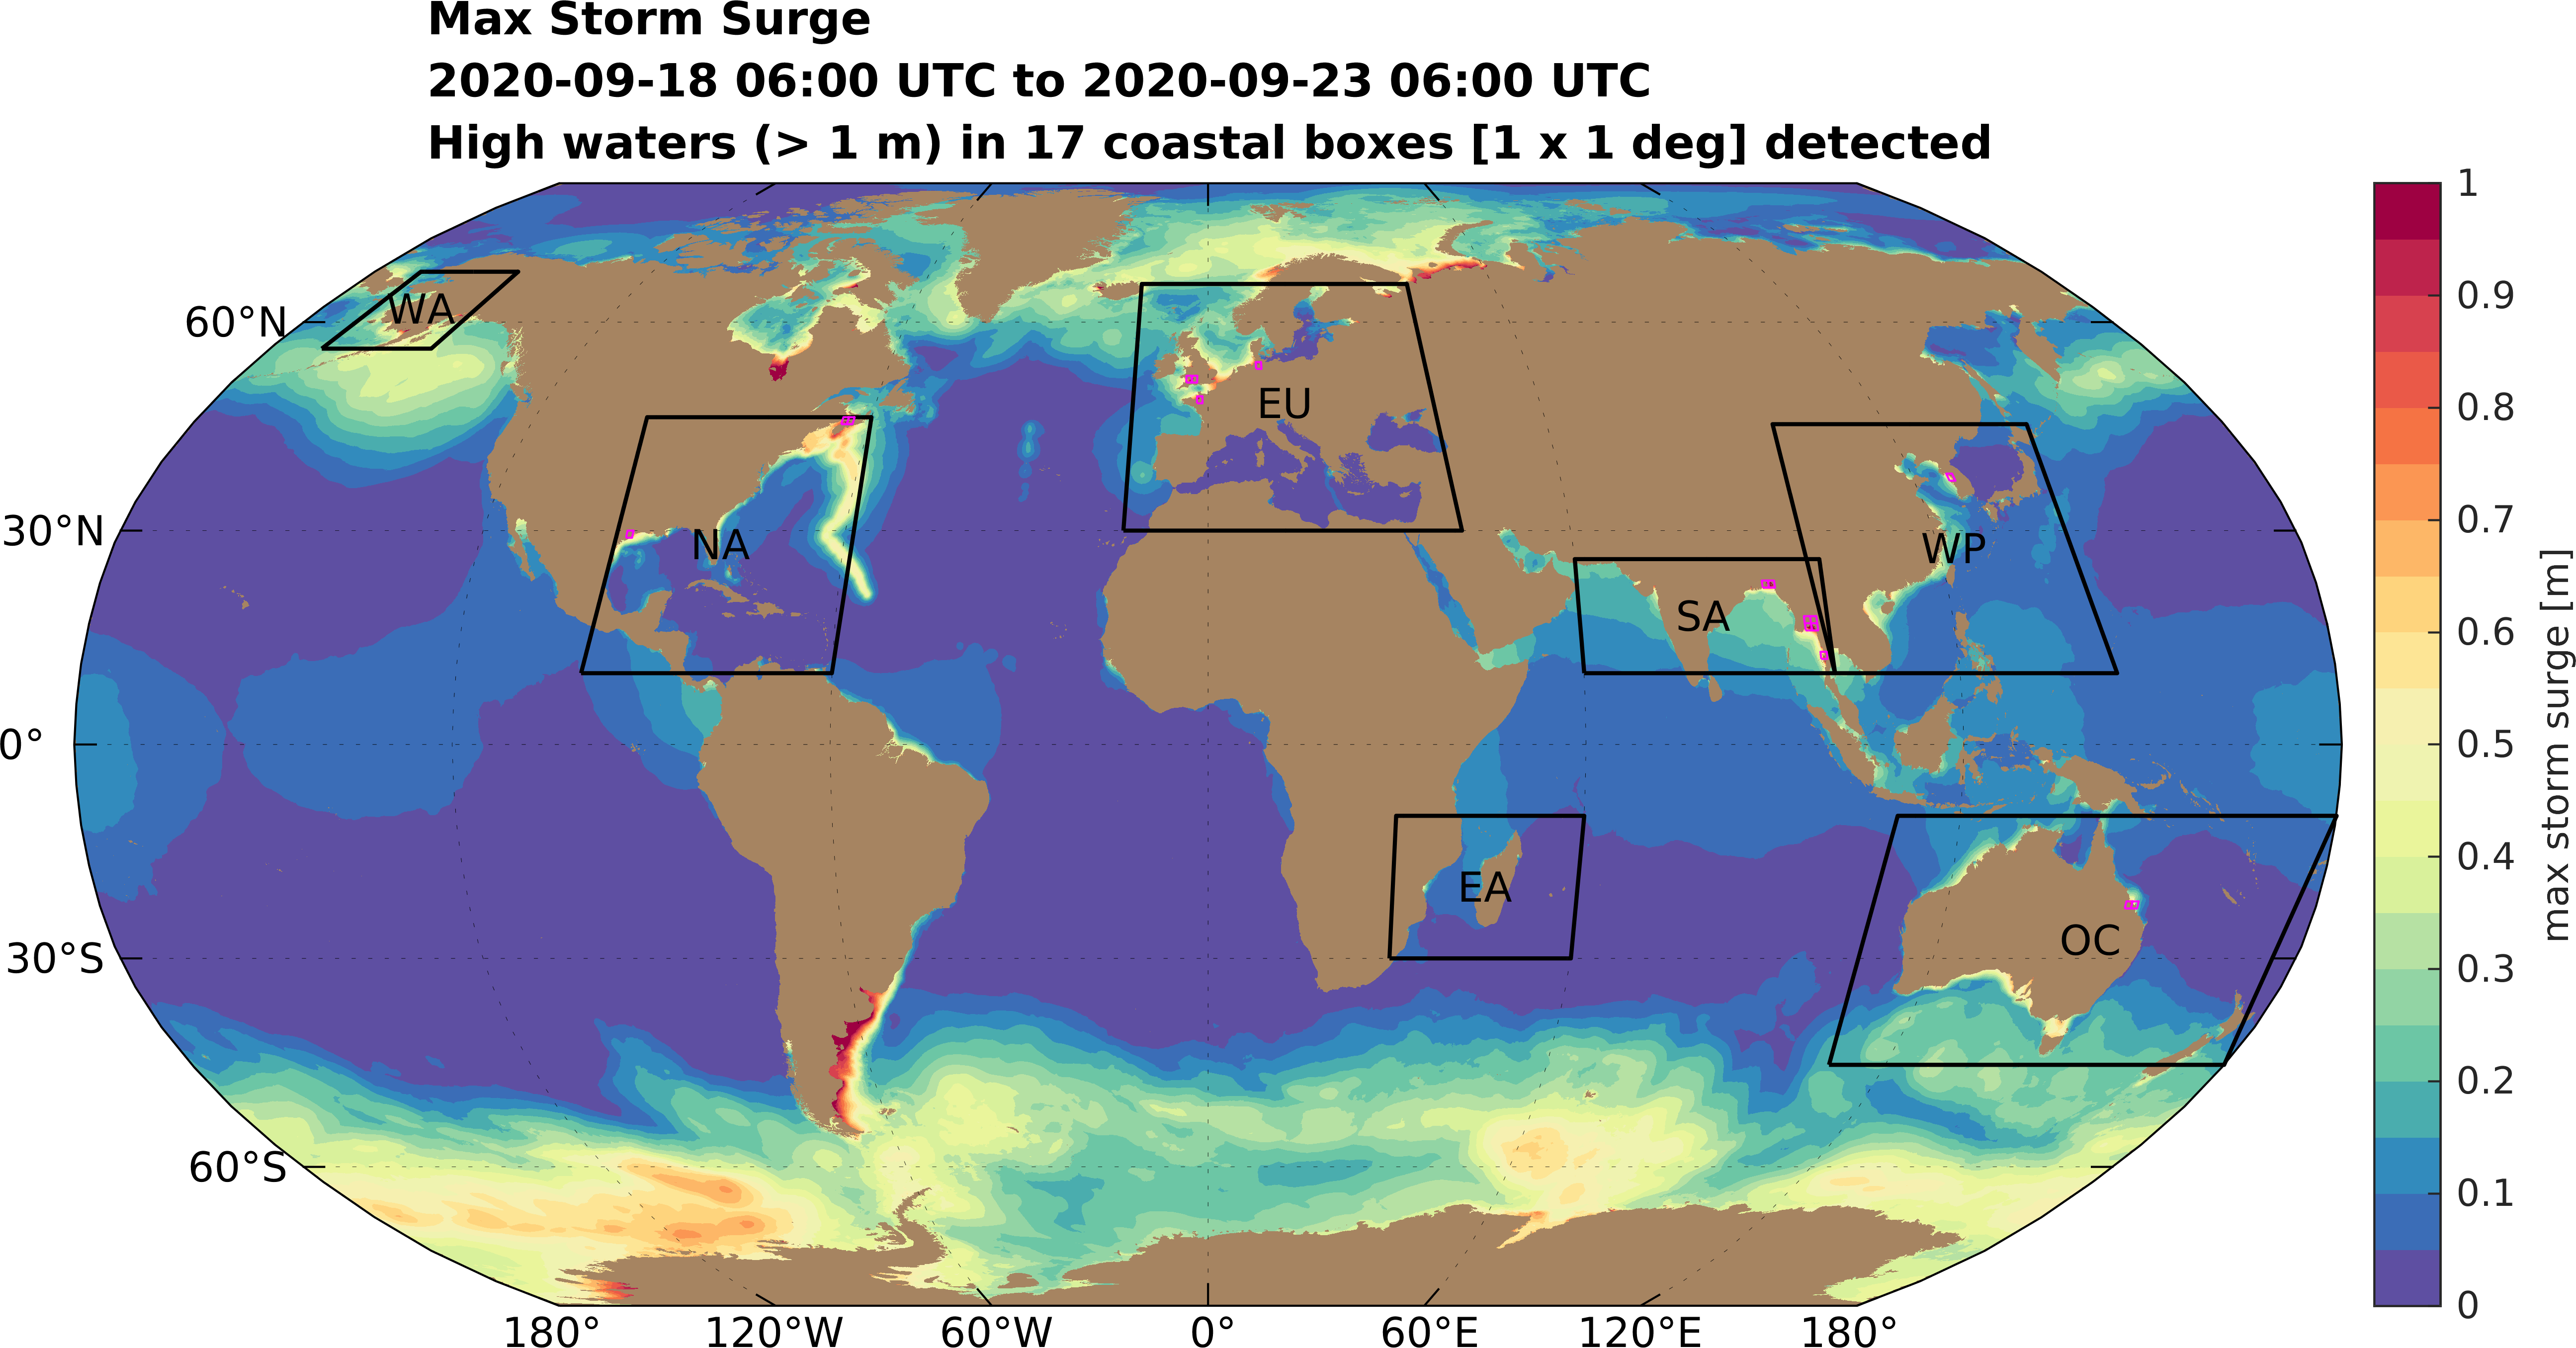 Max Storm Surge
2020-09-18 06:00 UTC to 2020-09-23 06:00 UTC
High waters (> 1 m) in 17 coastal boxes [1 x 1 deg] detected
60°N
30°N
0°
30°S
60°S
WA
NA
EU
SA
WP
EA
OC
180°
120°W
60°W
0°
60°E
120°E
180°
1
0.9
0.8
0.7
0.6
0.5
0.4
0.3
0.2
0.1
0
max storm surge [m]